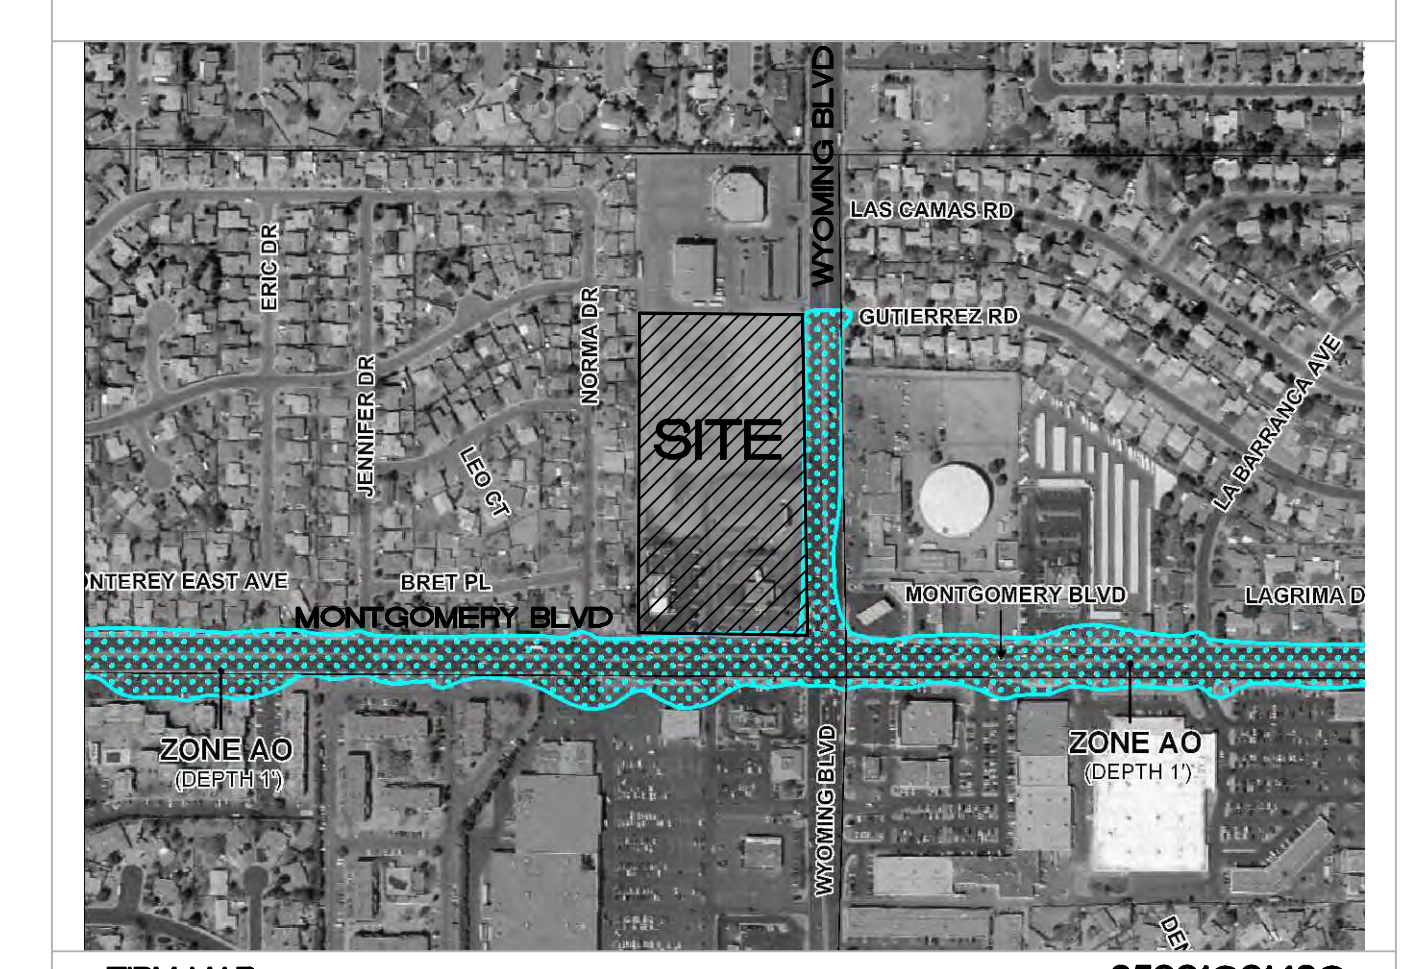 WYOMING BLVD
LAS CAMAS RD
ERIC DR
GUTIERREZ RD
NORMA DR
JENNIFER DR
LA BARRANCA AVE
SITE
LEO CT
ONTEREY EAST AVE
BRET PL
MONTGOMERY BLVD
MONTGOMERY BLVD
LAGRIMA D
ZONE AO
(DEPTH 1')
ZONE AO
(DEPTH 1')
WYOMING BLVD
DEN